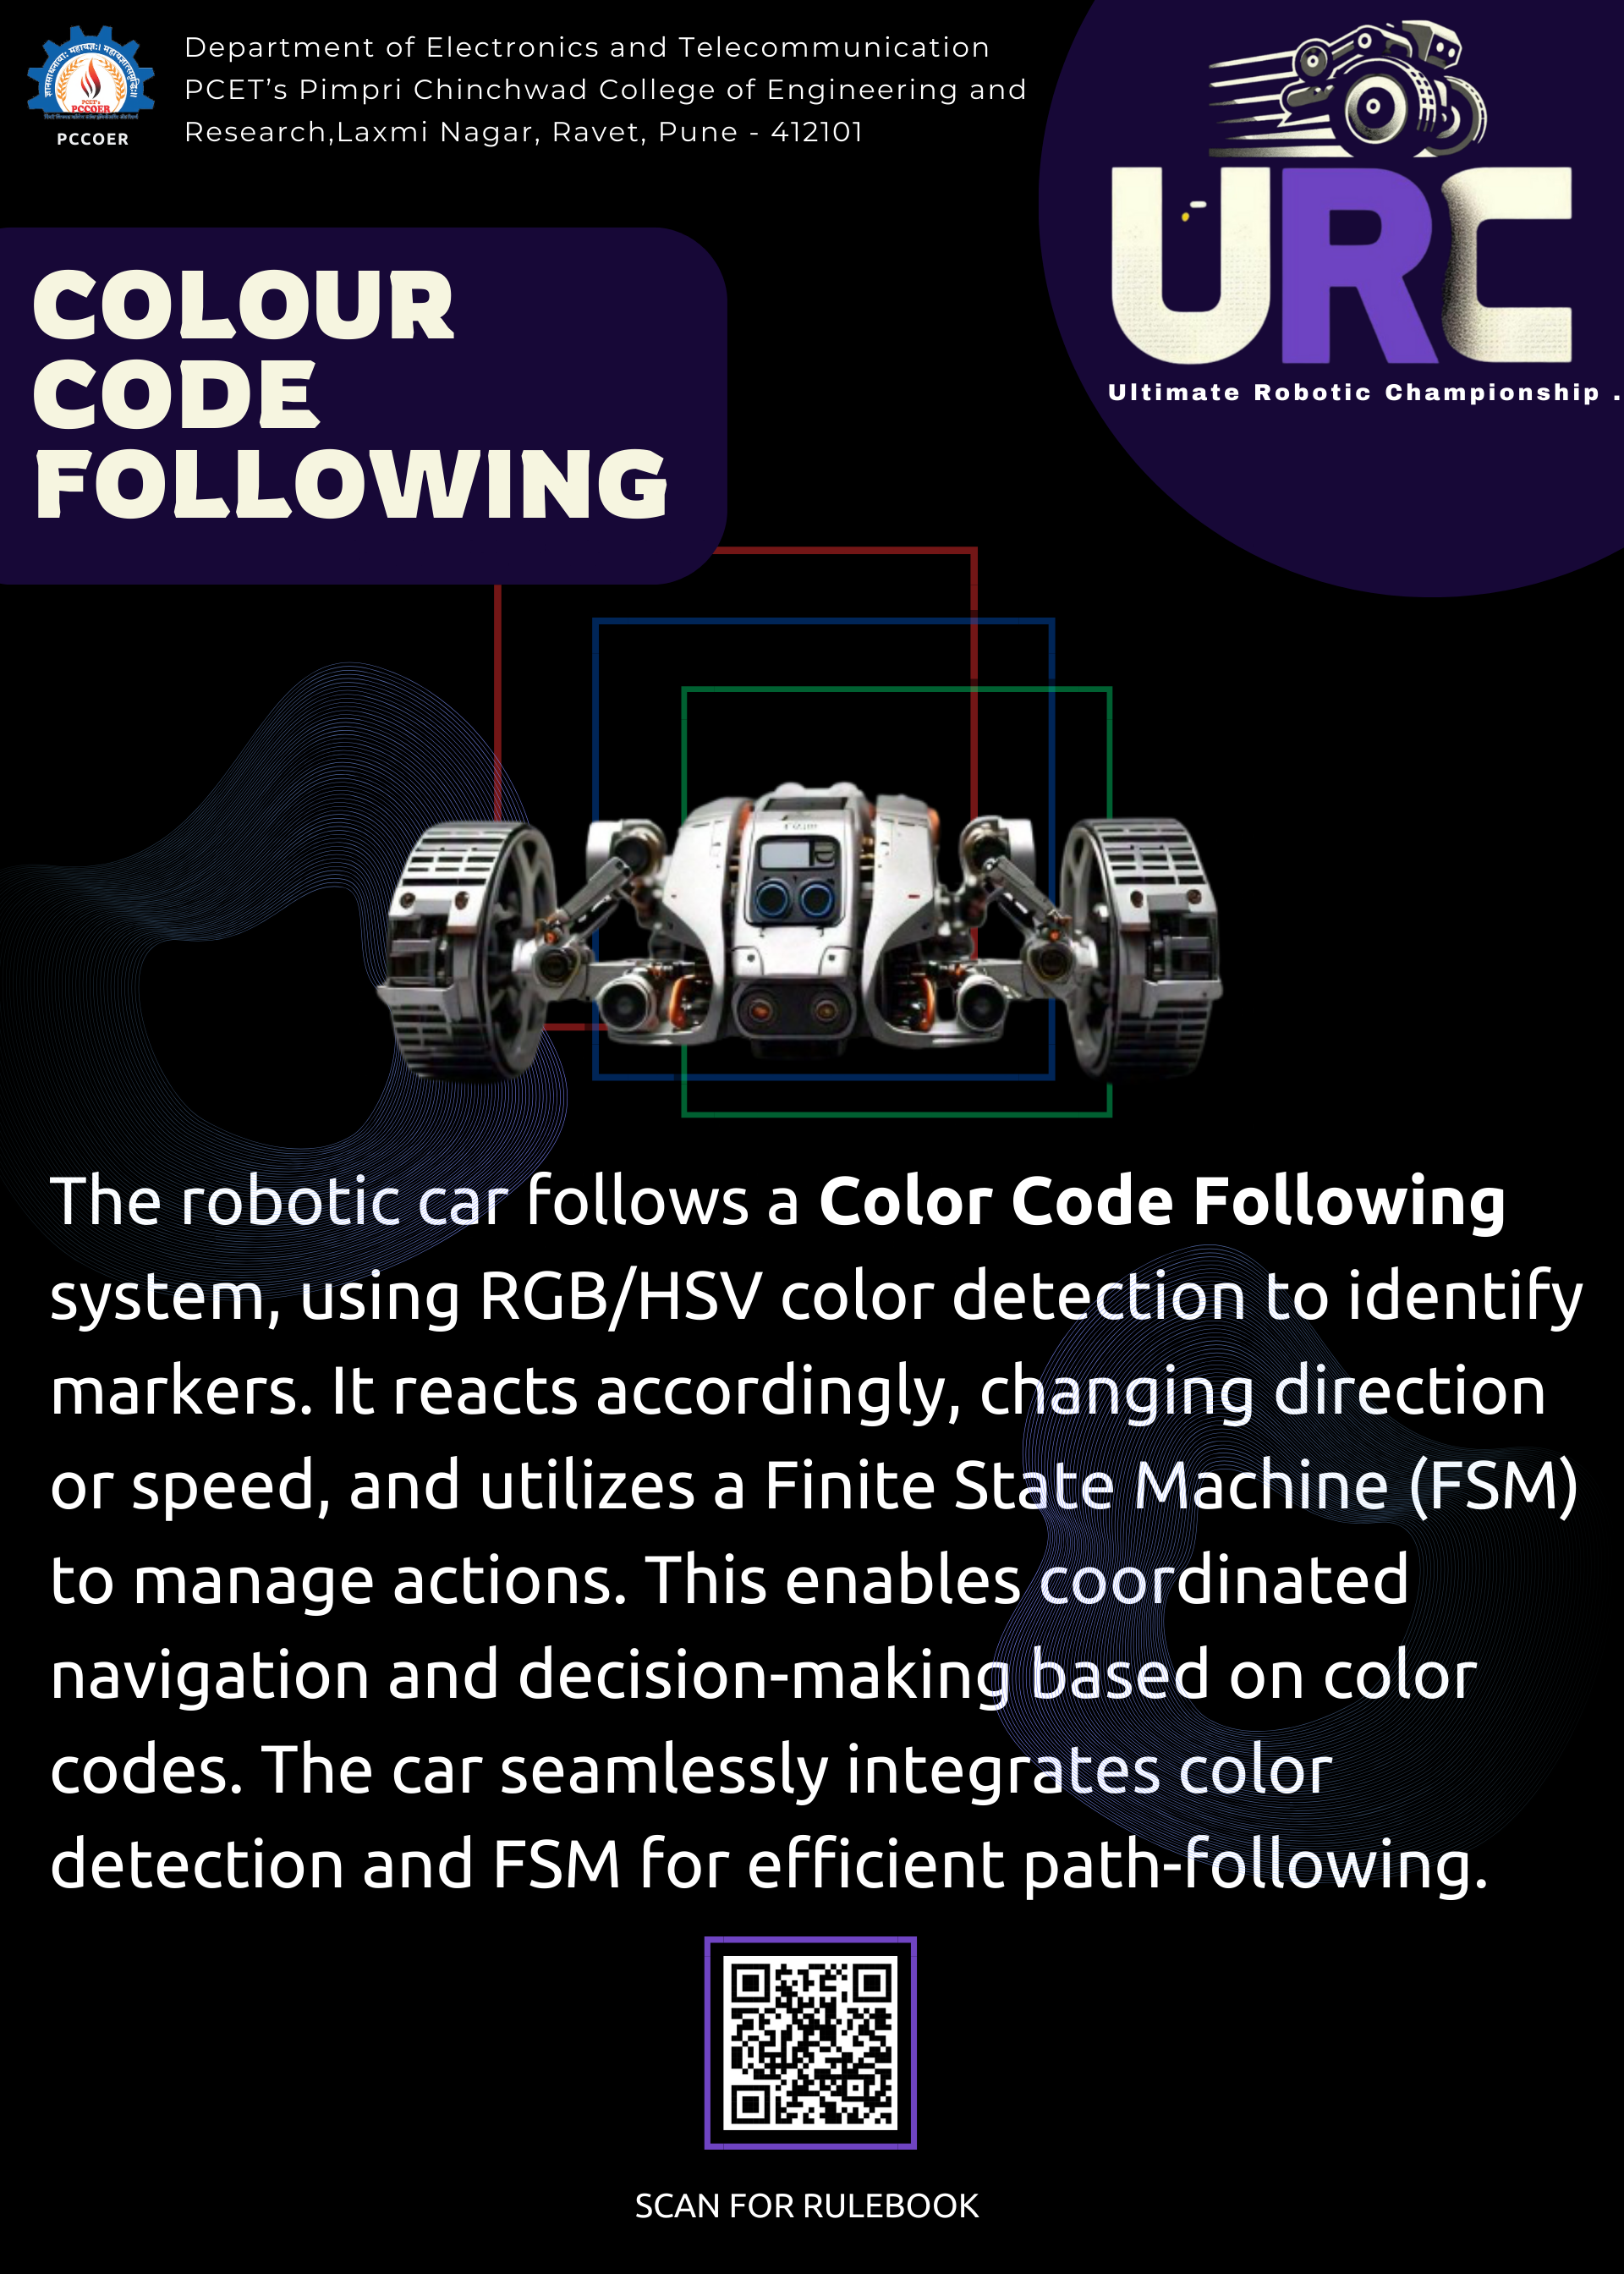 Department of Electronics and Telecommunication
PCET’s Pimpri Chinchwad College of Engineering and
Research,Laxmi Nagar, Ravet, Pune - 412101
PCET's
PCCOER
PCCOER
URC
Ultimate Robotic Championship .
COLOUR
CODE
FOLLOWING
The robotic car follows a Color Code Following
system, using RGB/HSV color detection to identify
markers. It reacts accordingly, changing direction
or speed, and utilizes a Finite State Machine (FSM)
to manage actions. This enables coordinated
navigation and decision-making based on color
codes. The car seamlessly integrates color
detection and FSM for efficient path-following.
SCAN FOR RULEBOOK